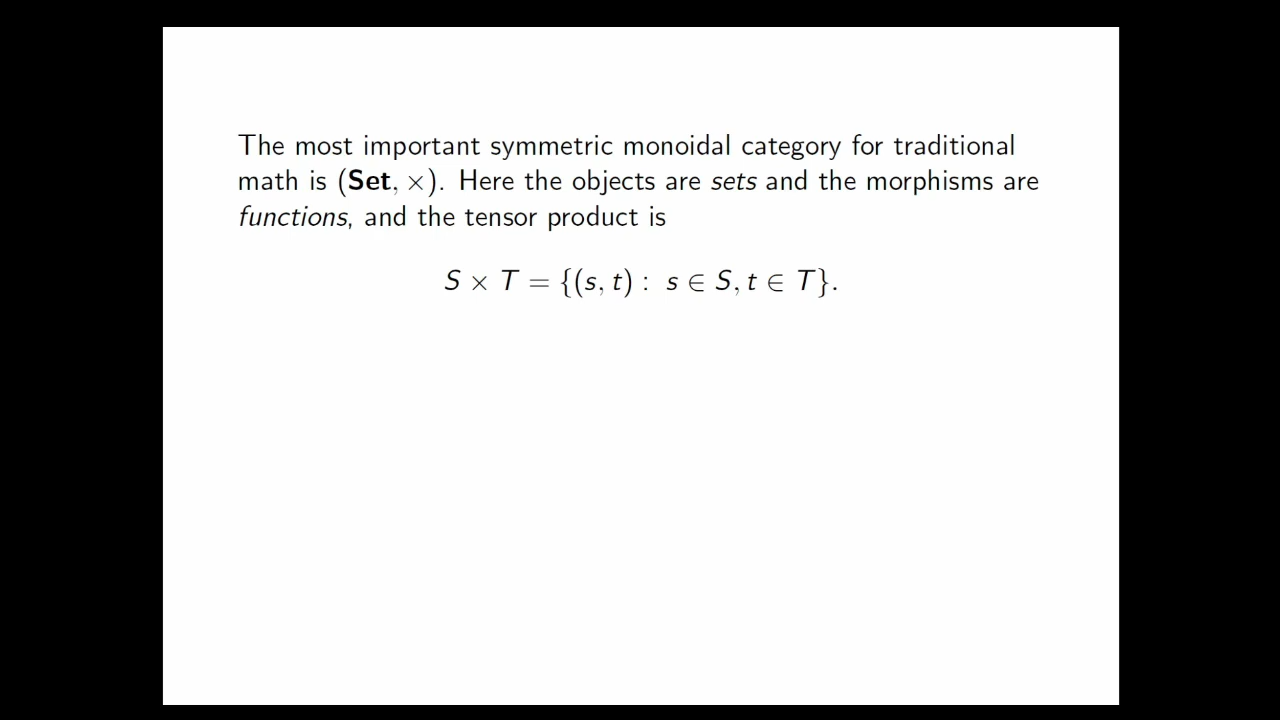 The most important symmetric monoidal category for traditional
math is (Set, ×). Here the objects are sets and the morphisms are
functions, and the tensor product is
S × T = {(s, t) : s ∈ S, t ∈ T}.